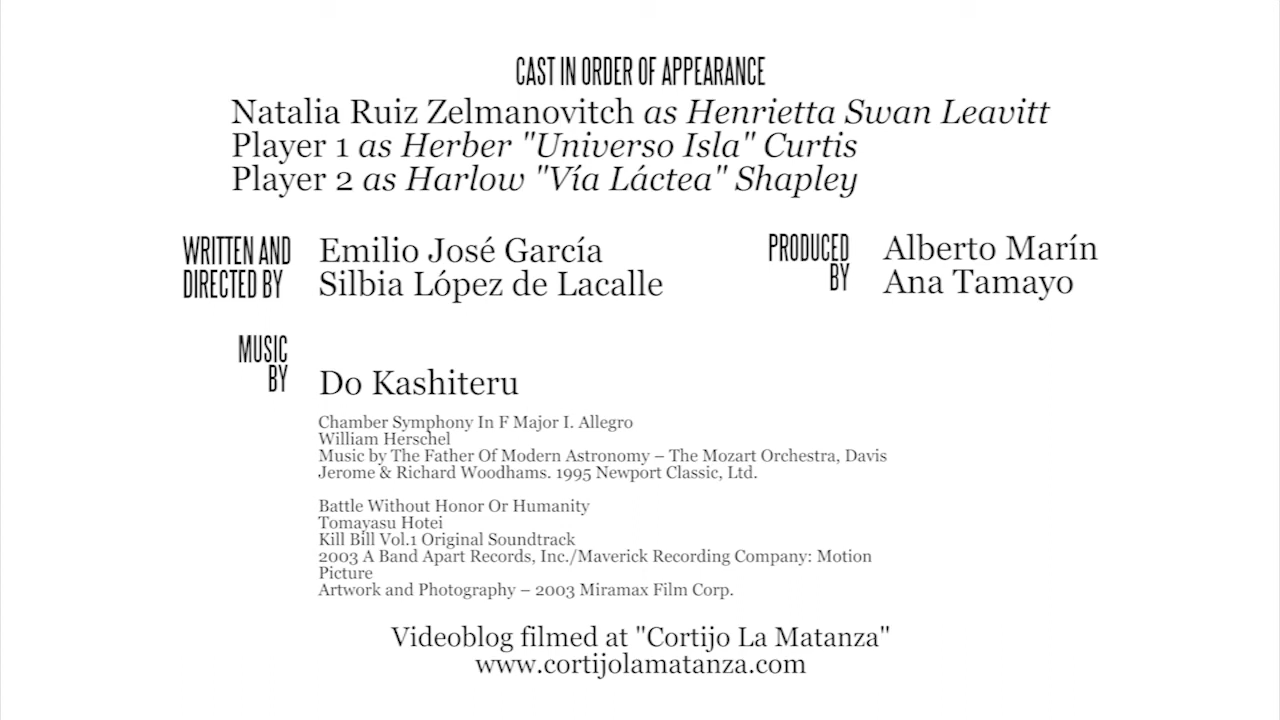 CAST IN ORDER OF APPEARANCE
Natalia Ruiz Zelmanovitch as Henrietta Swan Leavitt
Player 1 as Herber "Universo Isla" Curtis
Player 2 as Harlow "Vía Láctea" Shapley
WRITTEN AND
DIRECTED BY
Emilio José García
Silbia López de Lacalle
PRODUCED
BY
Alberto Marín
Ana Tamayo
MUSIC
BY
Do Kashiteru
Chamber Symphony In F Major I. Allegro
William Herschel
Music by The Father Of Modern Astronomy – The Mozart Orchestra, Davis
Jerome & Richard Woodhams. 1995 Newport Classic, Ltd.
Battle Without Honor Or Humanity
Tomayasu Hotei
Kill Bill Vol.1 Original Soundtrack
2003 A Band Apart Records, Inc./Maverick Recording Company: Motion
Picture
Artwork and Photography – 2003 Miramax Film Corp.
Videoblog filmed at "Cortijo La Matanza"
www.cortijolamatanza.com